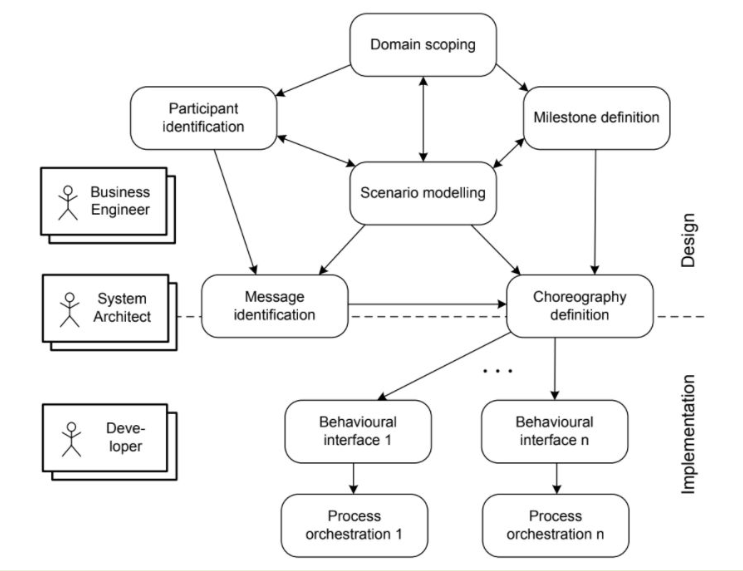 Domain scoping
Participant
identification
Milestone definition
Scenario modelling
Business
Engineer
Design
System
Architect
Message
identification
Choreography
definition
...
Implementation
Deve-
loper
Behavioural
interface 1
Behavioural
interface n
Process
orchestration 1
Process
orchestration n